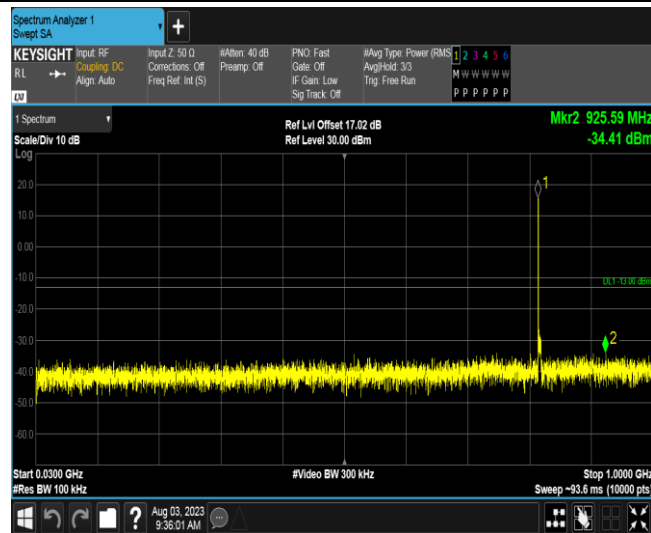 Spectrum Analyzer 1
Swept SA
KEYSIGHT
RL
LXI
Input: RF
Coupling: DC
Align: Auto
Input Z: 50 Ω
Corrections: Off
Freq Ref: Int (S)
#Atten: 40 dB
Preamp: Off
PNO: Fast
Gate: Off
IF Gain: Low
Sig Track: Off
#Avg Type: Power (RMS
Avg|Hold: 3/3
Trig: Free Run
1 2 3 4 5 6
M W W W W W
P P P P P P
1 Spectrum
Scale/Div 10 dB
Log
Ref Lvl Offset 17.02 dB
Ref Level 30.00 dBm
Mkr2 925.59 MHz
-34.41 dBm
20.0
10.0
0.00
-10.0
-20.0
-30.0
-40.0
-50.0
-60.0
1
DL1 -13.00 dBm
2
Start 0.0300 GHz
#Res BW 100 kHz
#Video BW 300 kHz
Stop 1.0000 GHz
Sweep ~93.6 ms (10000 pts)
?
Aug 03, 2023
9:36:01 AM